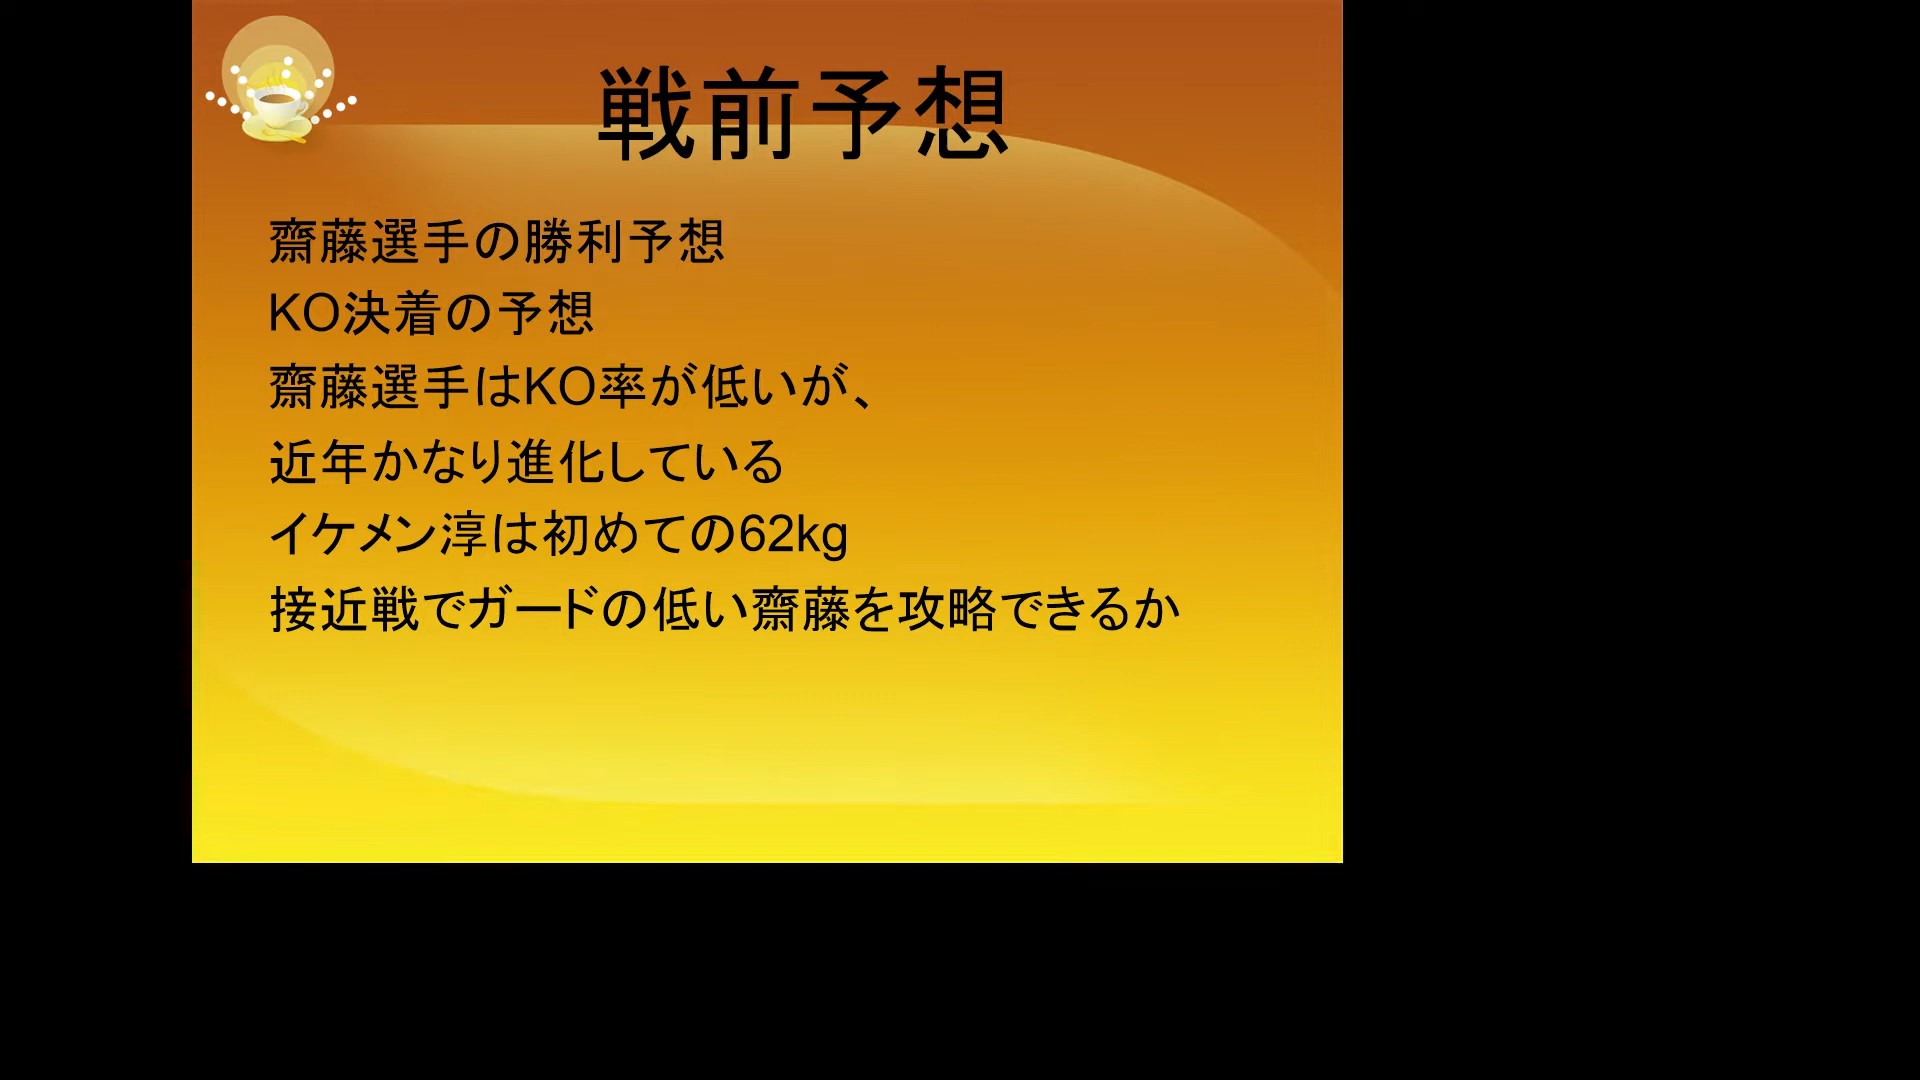 戦前予想
齋藤選手の勝利予想
KO決着の予想
齋藤選手はKO率が低いが、
近年かなり進化している
イケメン淳は初めての62kg
接近戦でガードの低い齋藤を攻略できるか